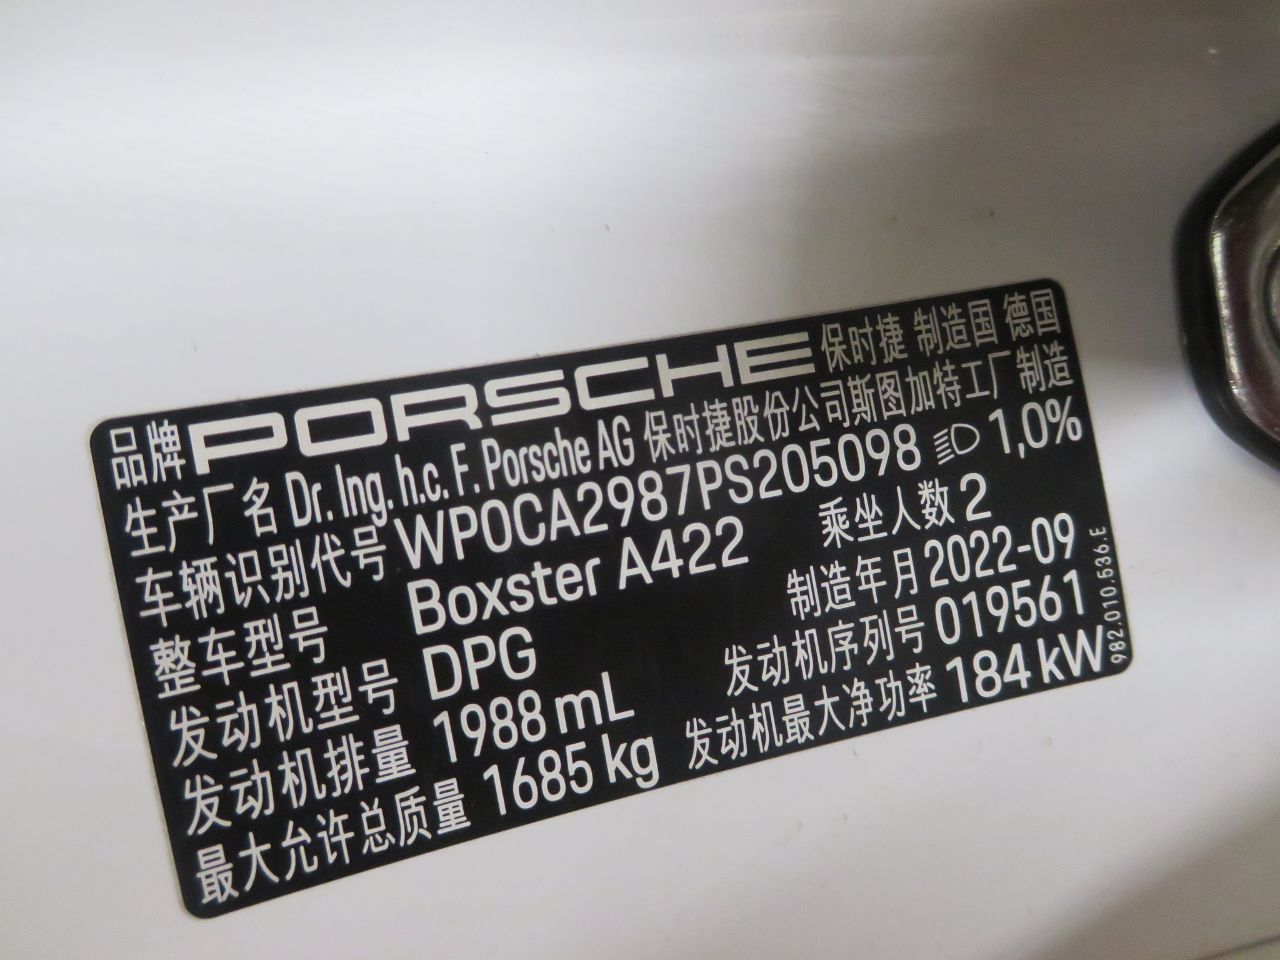 品牌 PORSCHE 保时捷 制造国 德国
生产厂名 Dr. Ing. h.c. F. Porsche AG 保时捷股份公司斯图加特工厂制造
车辆识别代号 WP0CA2987PS205098 1,0%
整车型号 Boxster A422 乘坐人数 2
发动机型号 DPG 制造年月 2022-09
发动机排量 1988 mL 发动机序列号 019561
最大允许总质量 1685 kg 发动机最大净功率 184 kW
982.010.536.E